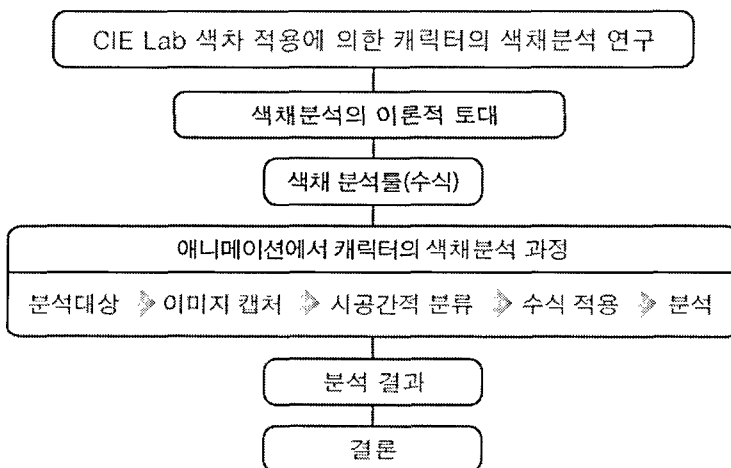 CIE Lab 색차 적용에 의한 캐릭터의 색채분석 연구
색채분석의 이론적 토대
색채 분석툴(수식)
애니메이션에서 캐릭터의 색채분석 과정
분석대상 이미지 캡처 시공간적 분류 수식 적용 분석
분석 결과
결론